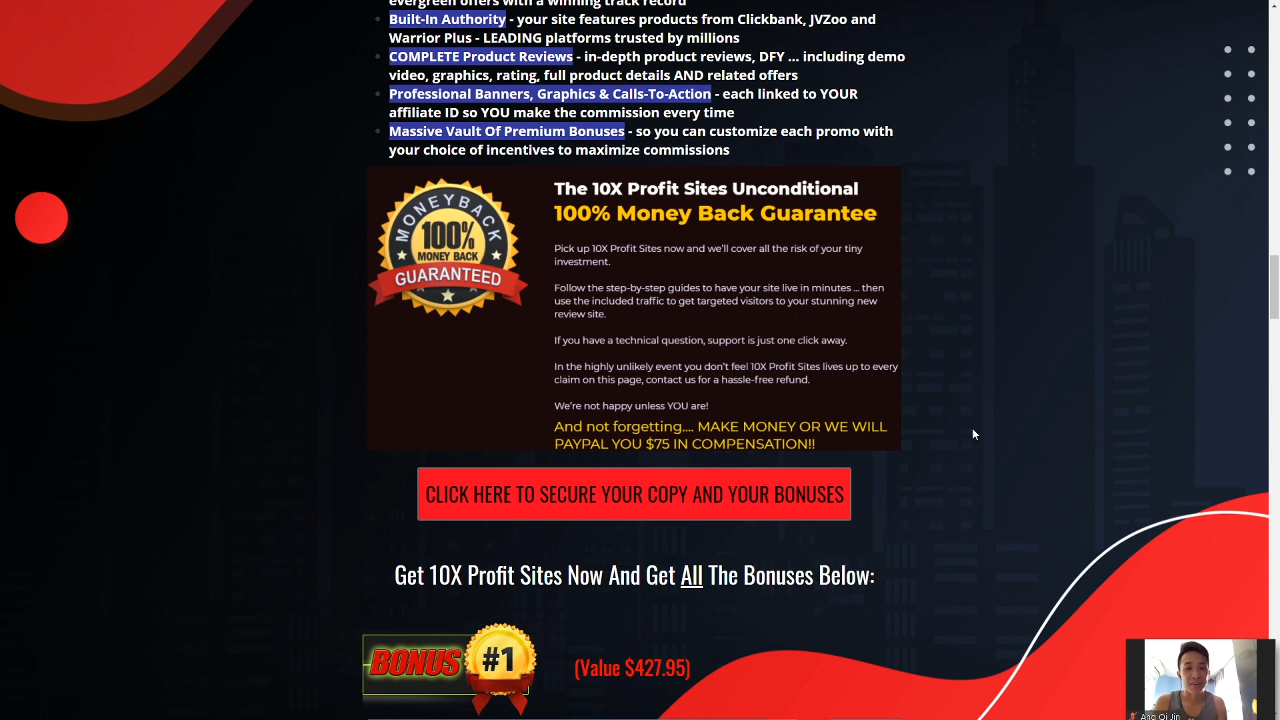 evergreen offers with a winning track record
Built-In Authority - your site features products from Clickbank, JVZoo and
Warrior Plus - LEADING platforms trusted by millions
COMPLETE Product Reviews - in-depth product reviews, DFY ... including demo
video, graphics, rating, full product details AND related offers
Professional Banners, Graphics & Calls-To-Action - each linked to YOUR
affiliate ID so YOU make the commission every time
Massive Vault Of Premium Bonuses - so you can customize each promo with
your choice of incentives to maximize commissions
MONEYBACK
100%
MONEY BACK
GUARANTEED
The 10X Profit Sites Unconditional
100% Money Back Guarantee
Pick up 10X Profit Sites now and we'll cover all the risk of your tiny
investment.
Follow the step-by-step guides to have your site live in minutes ... then
use the included traffic to get targeted visitors to your stunning new
review site.
If you have a technical question, support is just one click away.
In the highly unlikely event you don't feel 10X Profit Sites lives up to every
claim on this page, contact us for a hassle-free refund.
We're not happy unless YOU are!
And not forgetting.... MAKE MONEY OR WE WILL
PAYPAL YOU $75 IN COMPENSATION!!
CLICK HERE TO SECURE YOUR COPY AND YOUR BONUSES
Get 10X Profit Sites Now And Get All The Bonuses Below:
BONUS #1
(Value $427.95)
Ang Qi Jin